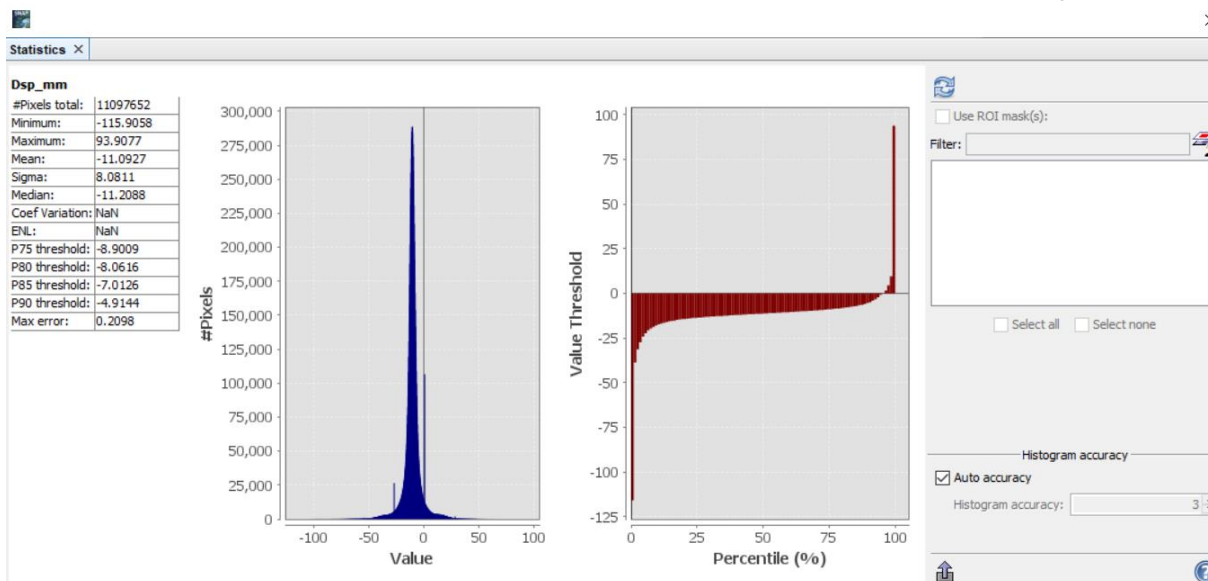 SNAP
Statistics ×
Dsp_mm
#Pixels total: 11097652
Minimum: -115.9058
Maximum: 93.9077
Mean: -11.0927
Sigma: 8.0811
Median: -11.2088
Coef Variation: NaN
ENL: NaN
P75 threshold: -8.9009
P80 threshold: -8.0616
P85 threshold: -7.0126
P90 threshold: -4.9144
Max error: 0.2098
300,000
275,000
250,000
225,000
200,000
175,000
150,000
125,000
100,000
75,000
50,000
25,000
0
#Pixels
-100 -50 0 50 100
Value
100
75
50
25
0
-25
-50
-75
-100
-125
Value Threshold
0 25 50 75 100
Percentile (%)
Use ROI mask(s):
Filter:
Select all Select none
Histogram accuracy
Auto accuracy
Histogram accuracy: 3
?